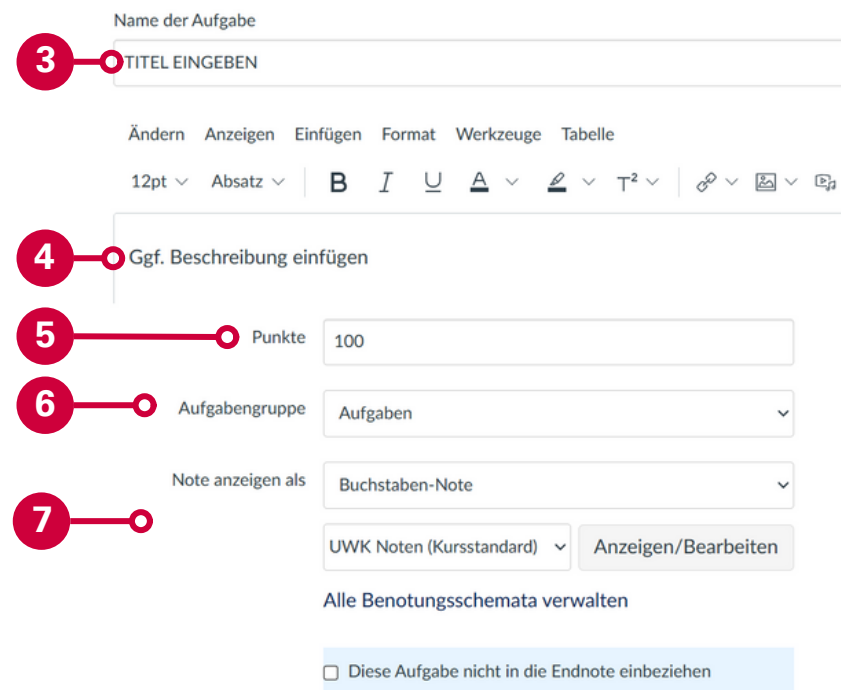 Name der Aufgabe
3 TITEL EINGEBEN
Ändern Anzeigen Einfügen Format Werkzeuge Tabelle
12pt Absatz B I U A T²
4 Ggf. Beschreibung einfügen
5 Punkte 100
6 Aufgabengruppe Aufgaben
Note anzeigen als Buchstaben-Note
7 UWK Noten (Kursstandard) Anzeigen/Bearbeiten
Alle Benotungsschemata verwalten
Diese Aufgabe nicht in die Endnote einbeziehen